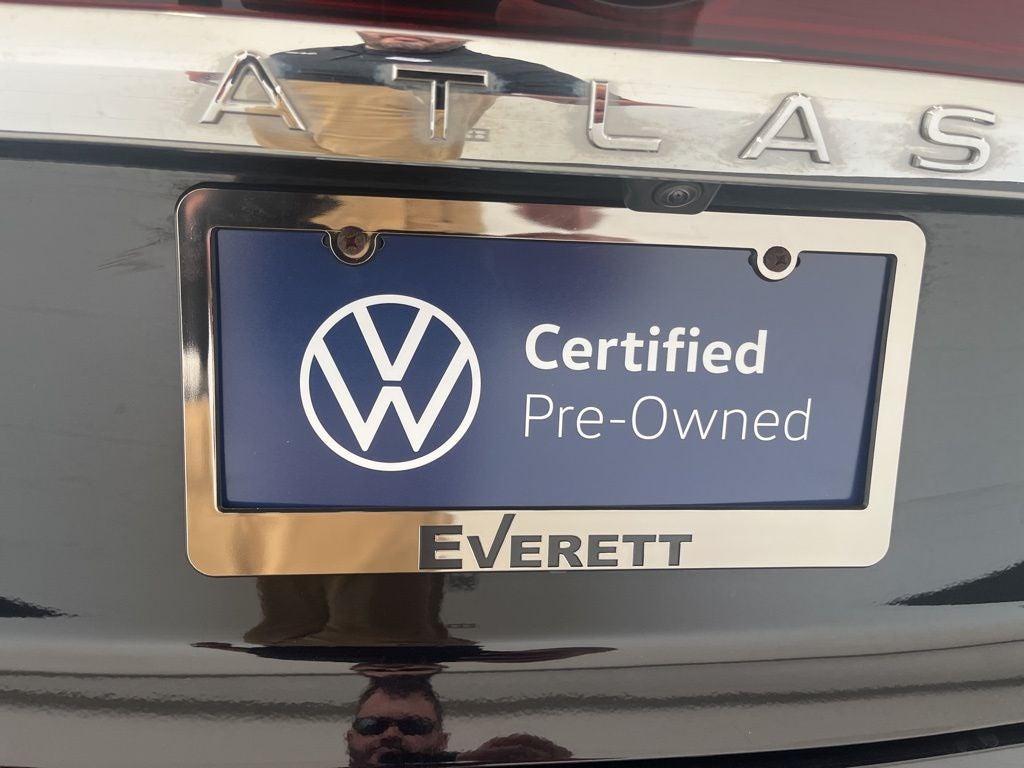 ATLAS
Certified
Pre-Owned
EVERETT